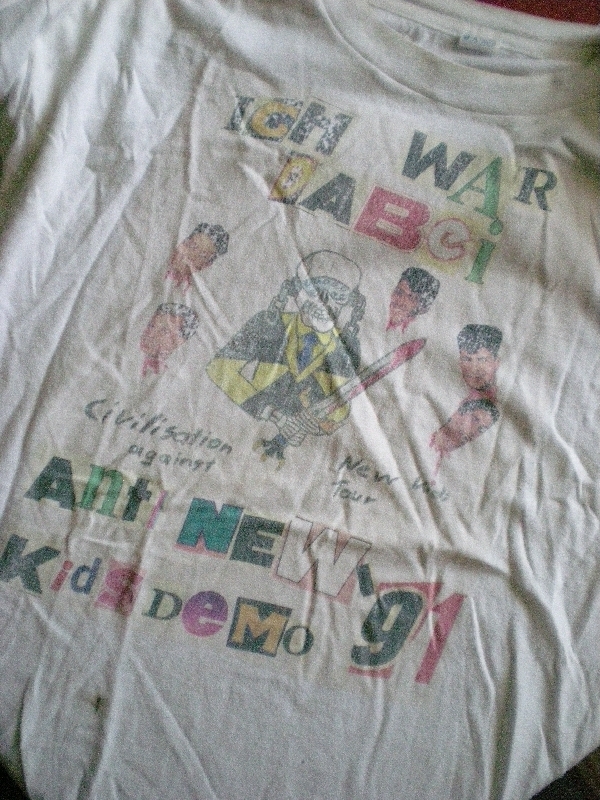 ICH WAR
DABei
Civilisation
against
New Kids
Tour
Anti NEW
Kids DEMO '91